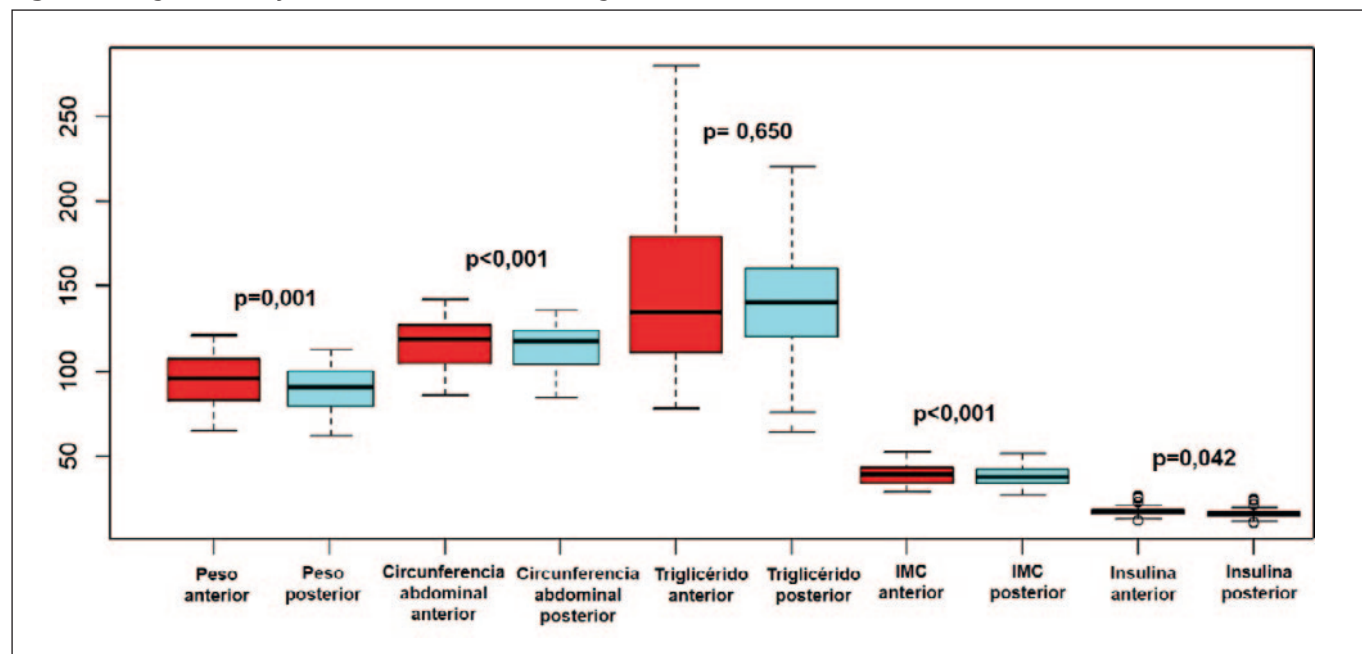 250
200
150
100
50
p=0,001
p<0,001
p= 0,650
p<0,001
p=0,042
Peso
anterior
Peso
posterior
Circunferencia
abdominal
anterior
Circunferencia
abdominal
posterior
Triglicérido
anterior
Triglicérido
posterior
IMC
anterior
IMC
posterior
Insulina
anterior
Insulina
posterior